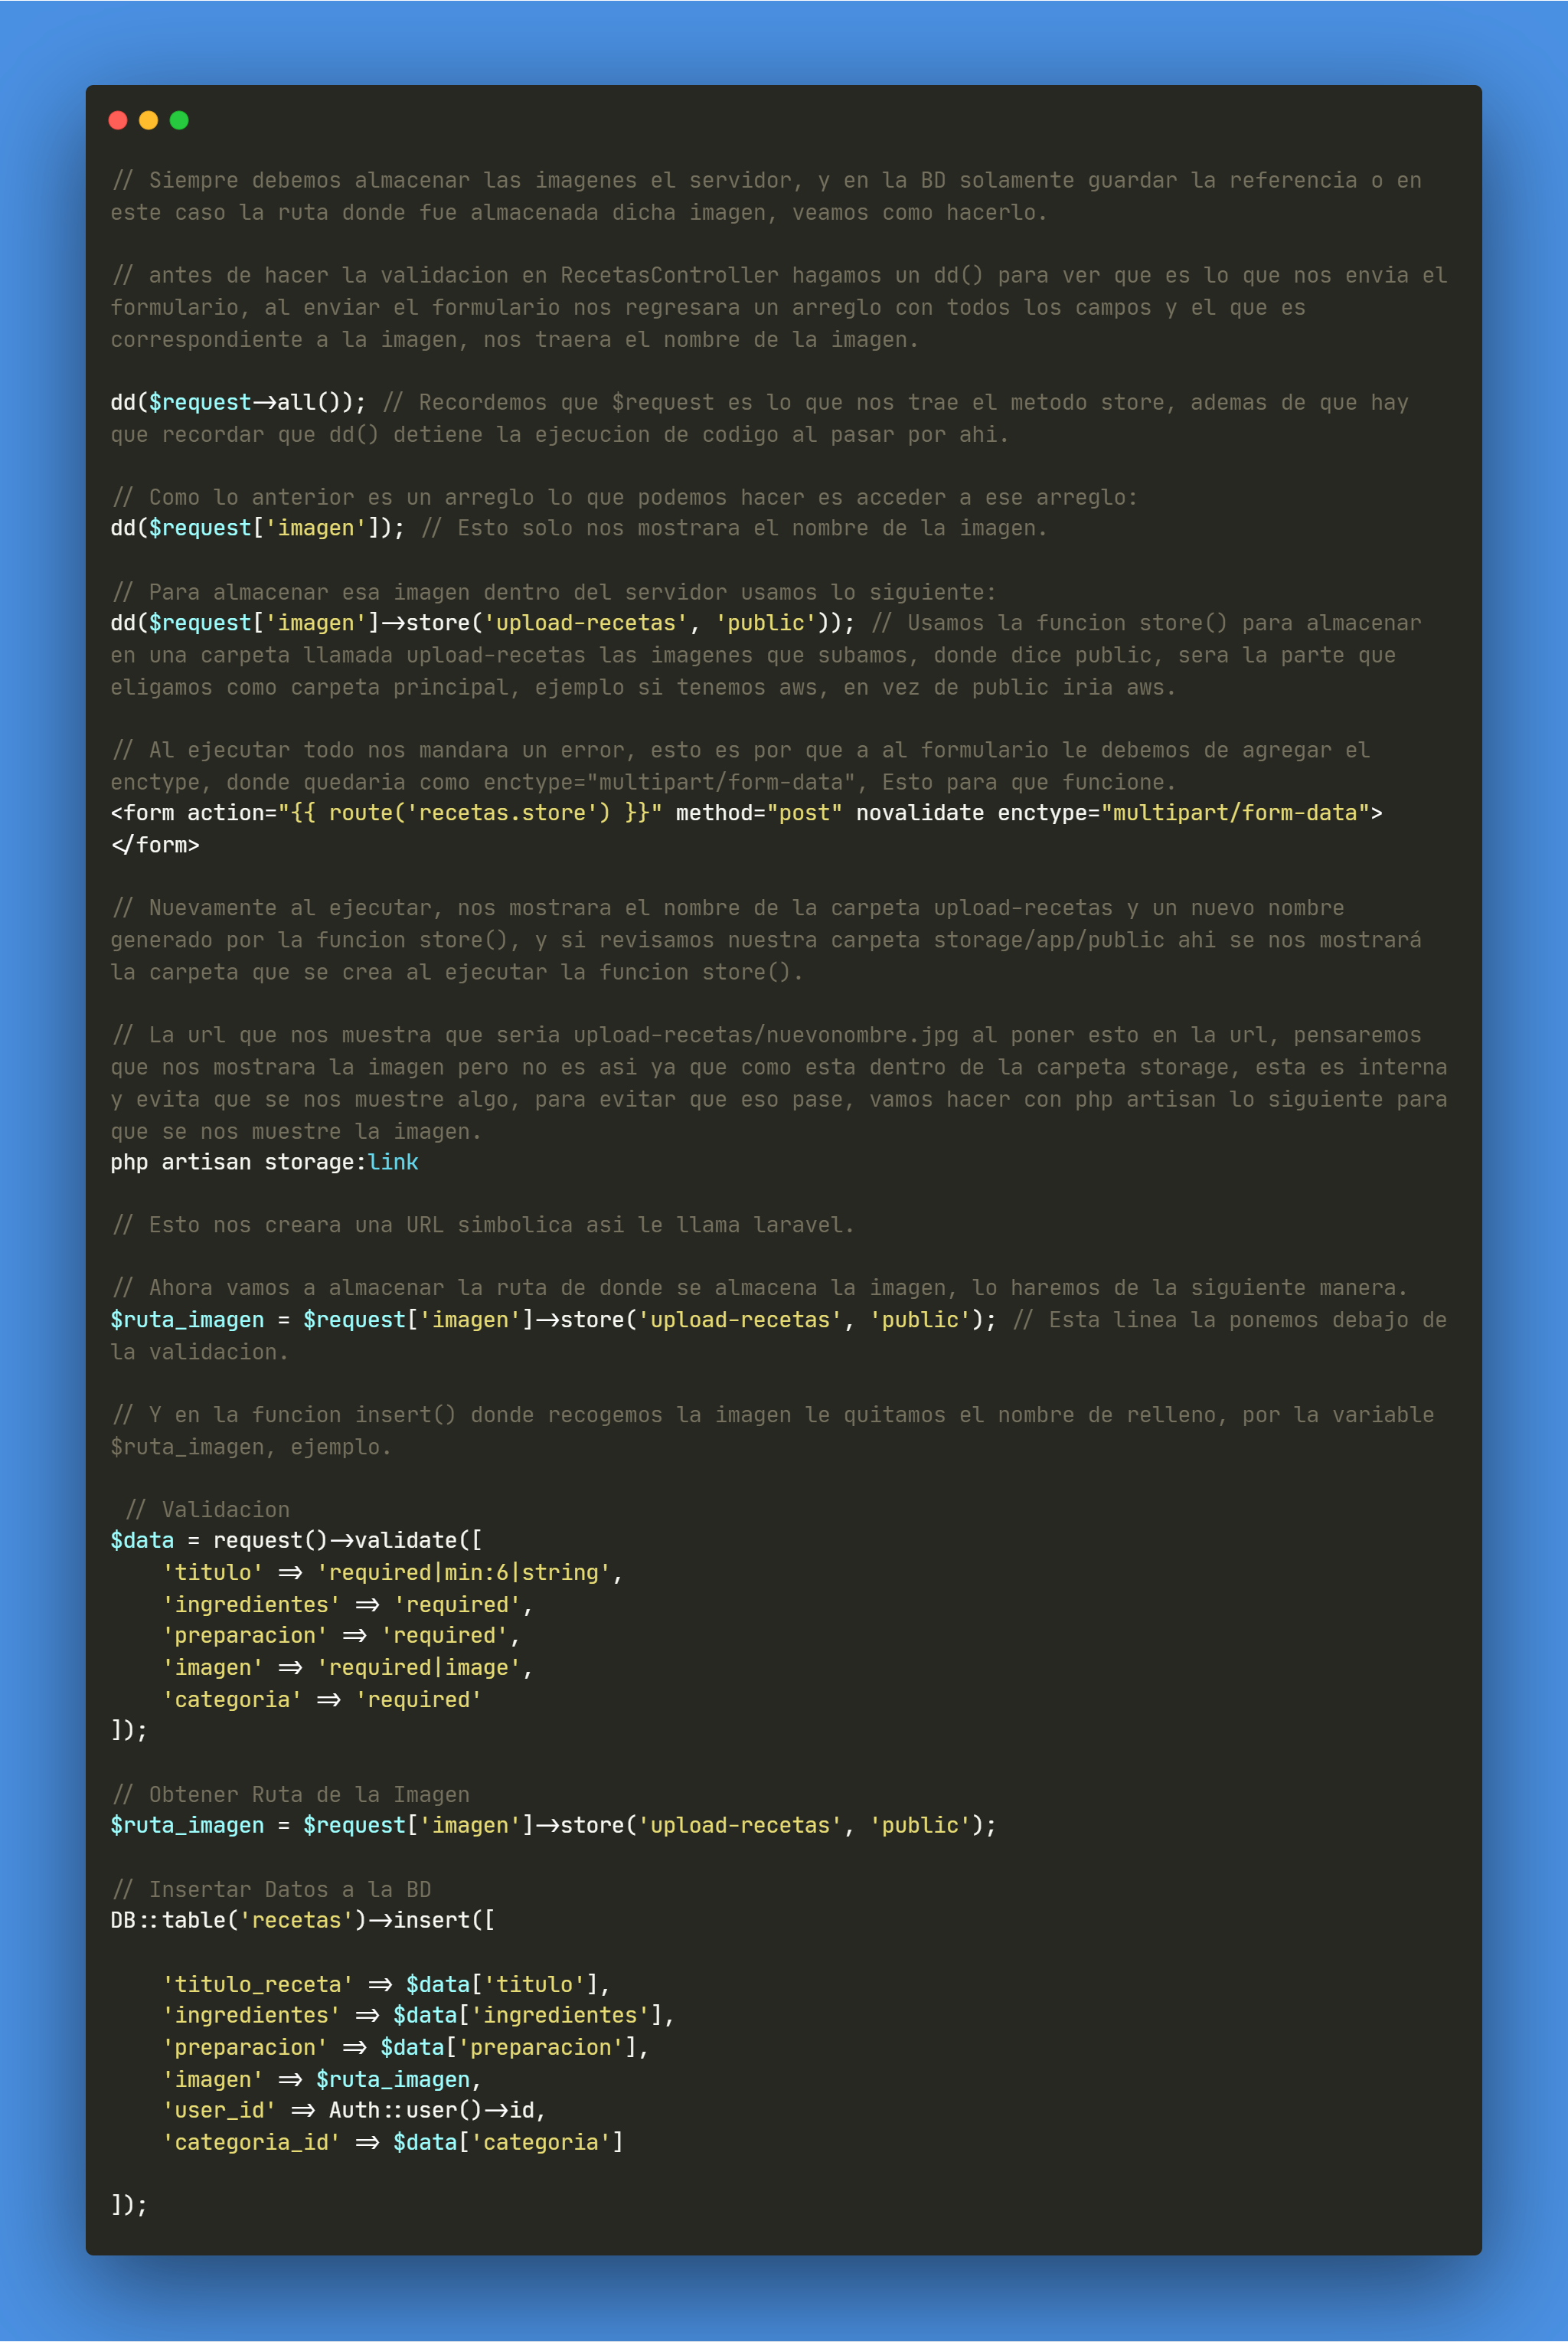 // Siempre debemos almacenar las imagenes el servidor, y en la BD solamente guardar la referencia o en
este caso la ruta donde fue almacenada dicha imagen, veamos como hacerlo.
// antes de hacer la validacion en RecetasController hagamos un dd() para ver que es lo que nos envia el
formulario, al enviar el formulario nos regresara un arreglo con todos los campos y el que es
correspondiente a la imagen, nos traera el nombre de la imagen.
dd($request->all()); // Recordemos que $request es lo que nos trae el metodo store, ademas de que hay
que recordar que dd() detiene la ejecucion de codigo al pasar por ahi.
// Como lo anterior es un arreglo lo que podemos hacer es acceder a ese arreglo:
dd($request['imagen']); // Esto solo nos mostrara el nombre de la imagen.
// Para almacenar esa imagen dentro del servidor usamos lo siguiente:
dd($request['imagen']->store('upload-recetas', 'public')); // Usamos la funcion store() para almacenar
en una carpeta llamada upload-recetas las imagenes que subamos, donde dice public, sera la parte que
eligamos como carpeta principal, ejemplo si tenemos aws, en vez de public iria aws.
// Al ejecutar todo nos mandara un error, esto es por que a al formulario le debemos de agregar el
enctype, donde quedaria como enctype="multipart/form-data", Esto para que funcione.
<form action="{{ route('recetas.store') }}" method="post" novalidate enctype="multipart/form-data">
</form>
// Nuevamente al ejecutar, nos mostrara el nombre de la carpeta upload-recetas y un nuevo nombre
generado por la funcion store(), y si revisamos nuestra carpeta storage/app/public ahi se nos mostrará
la carpeta que se crea al ejecutar la funcion store().
// La url que nos muestra que seria upload-recetas/nuevonombre.jpg al poner esto en la url, pensaremos
que nos mostrara la imagen pero no es asi ya que como esta dentro de la carpeta storage, esta es interna
y evita que se nos muestre algo, para evitar que eso pase, vamos hacer con php artisan lo siguiente para
que se nos muestre la imagen.
php artisan storage:link
// Esto nos creara una URL simbolica asi le llama laravel.
// Ahora vamos a almacenar la ruta de donde se almacena la imagen, lo haremos de la siguiente manera.
$ruta_imagen = $request['imagen']->store('upload-recetas', 'public'); // Esta linea la ponemos debajo de
la validacion.
// Y en la funcion insert() donde recogemos la imagen le quitamos el nombre de relleno, por la variable
$ruta_imagen, ejemplo.
// Validacion
$data = request()->validate([
'titulo' => 'required|min:6|string',
'ingredientes' => 'required',
'preparacion' => 'required',
'imagen' => 'required|image',
'categoria' => 'required'
]);
// Obtener Ruta de la Imagen
$ruta_imagen = $request['imagen']->store('upload-recetas', 'public');
// Insertar Datos a la BD
DB::table('recetas')->insert([
'titulo_receta' => $data['titulo'],
'ingredientes' => $data['ingredientes'],
'preparacion' => $data['preparacion'],
'imagen' => $ruta_imagen,
'user_id' => Auth::user()->id,
'categoria_id' => $data['categoria']
]);